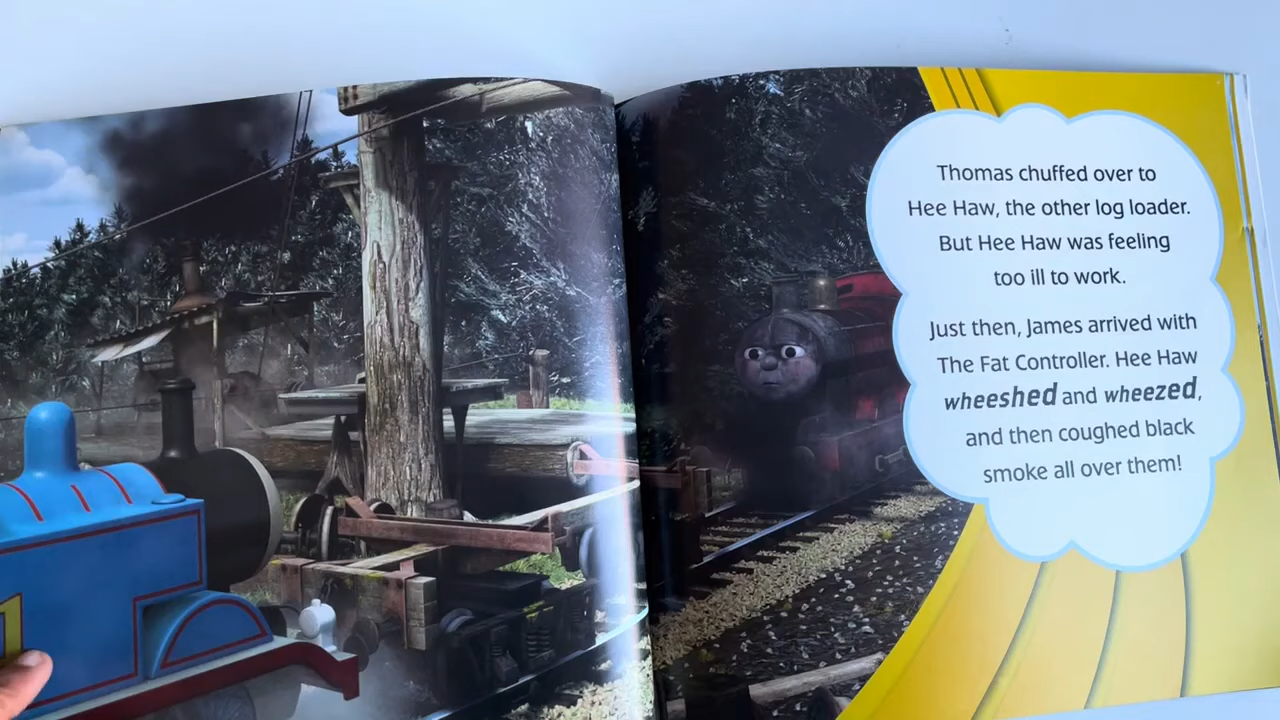 1
Thomas chuffed over to
Hee Haw, the other log loader.
But Hee Haw was feeling
too ill to work.
Just then, James arrived with
The Fat Controller. Hee Haw
wheeshed and wheezed,
and then coughed black
smoke all over them!